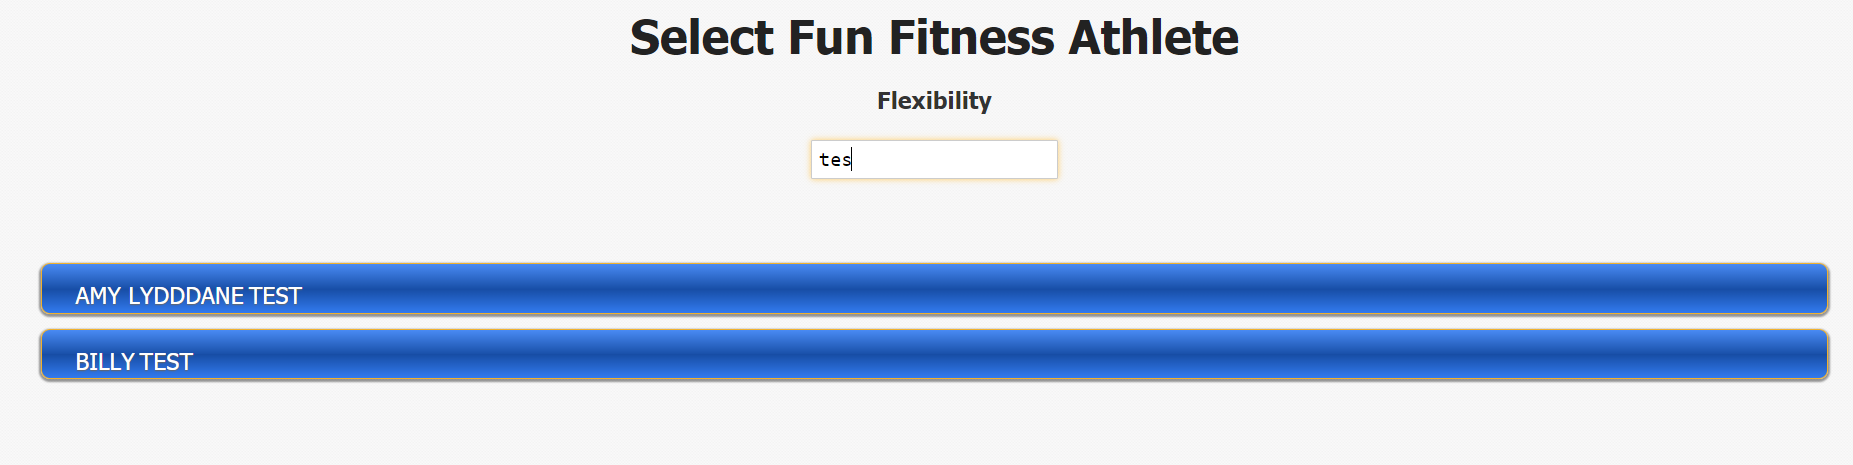 Select Fun Fitness Athlete
Flexibility
tes
AMY LYDDDANE TEST
BILLY TEST